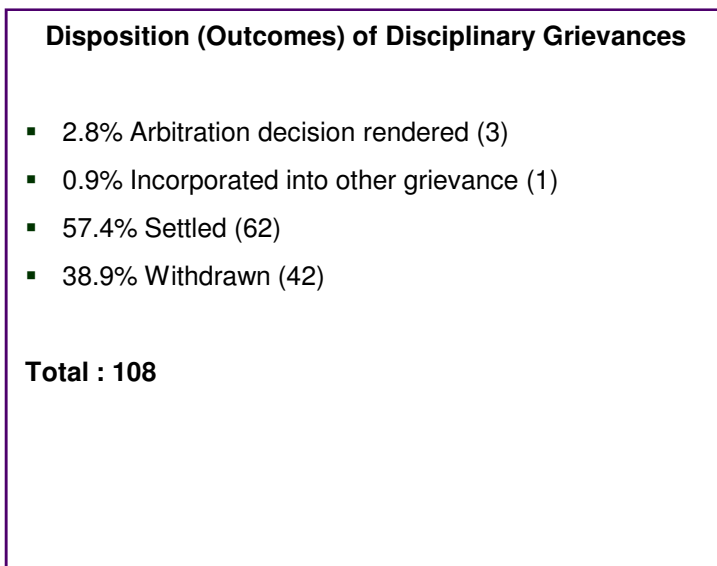 Disposition (Outcomes) of Disciplinary Grievances
▪ 2.8% Arbitration decision rendered (3)
▪ 0.9% Incorporated into other grievance (1)
▪ 57.4% Settled (62)
▪ 38.9% Withdrawn (42)
Total : 108